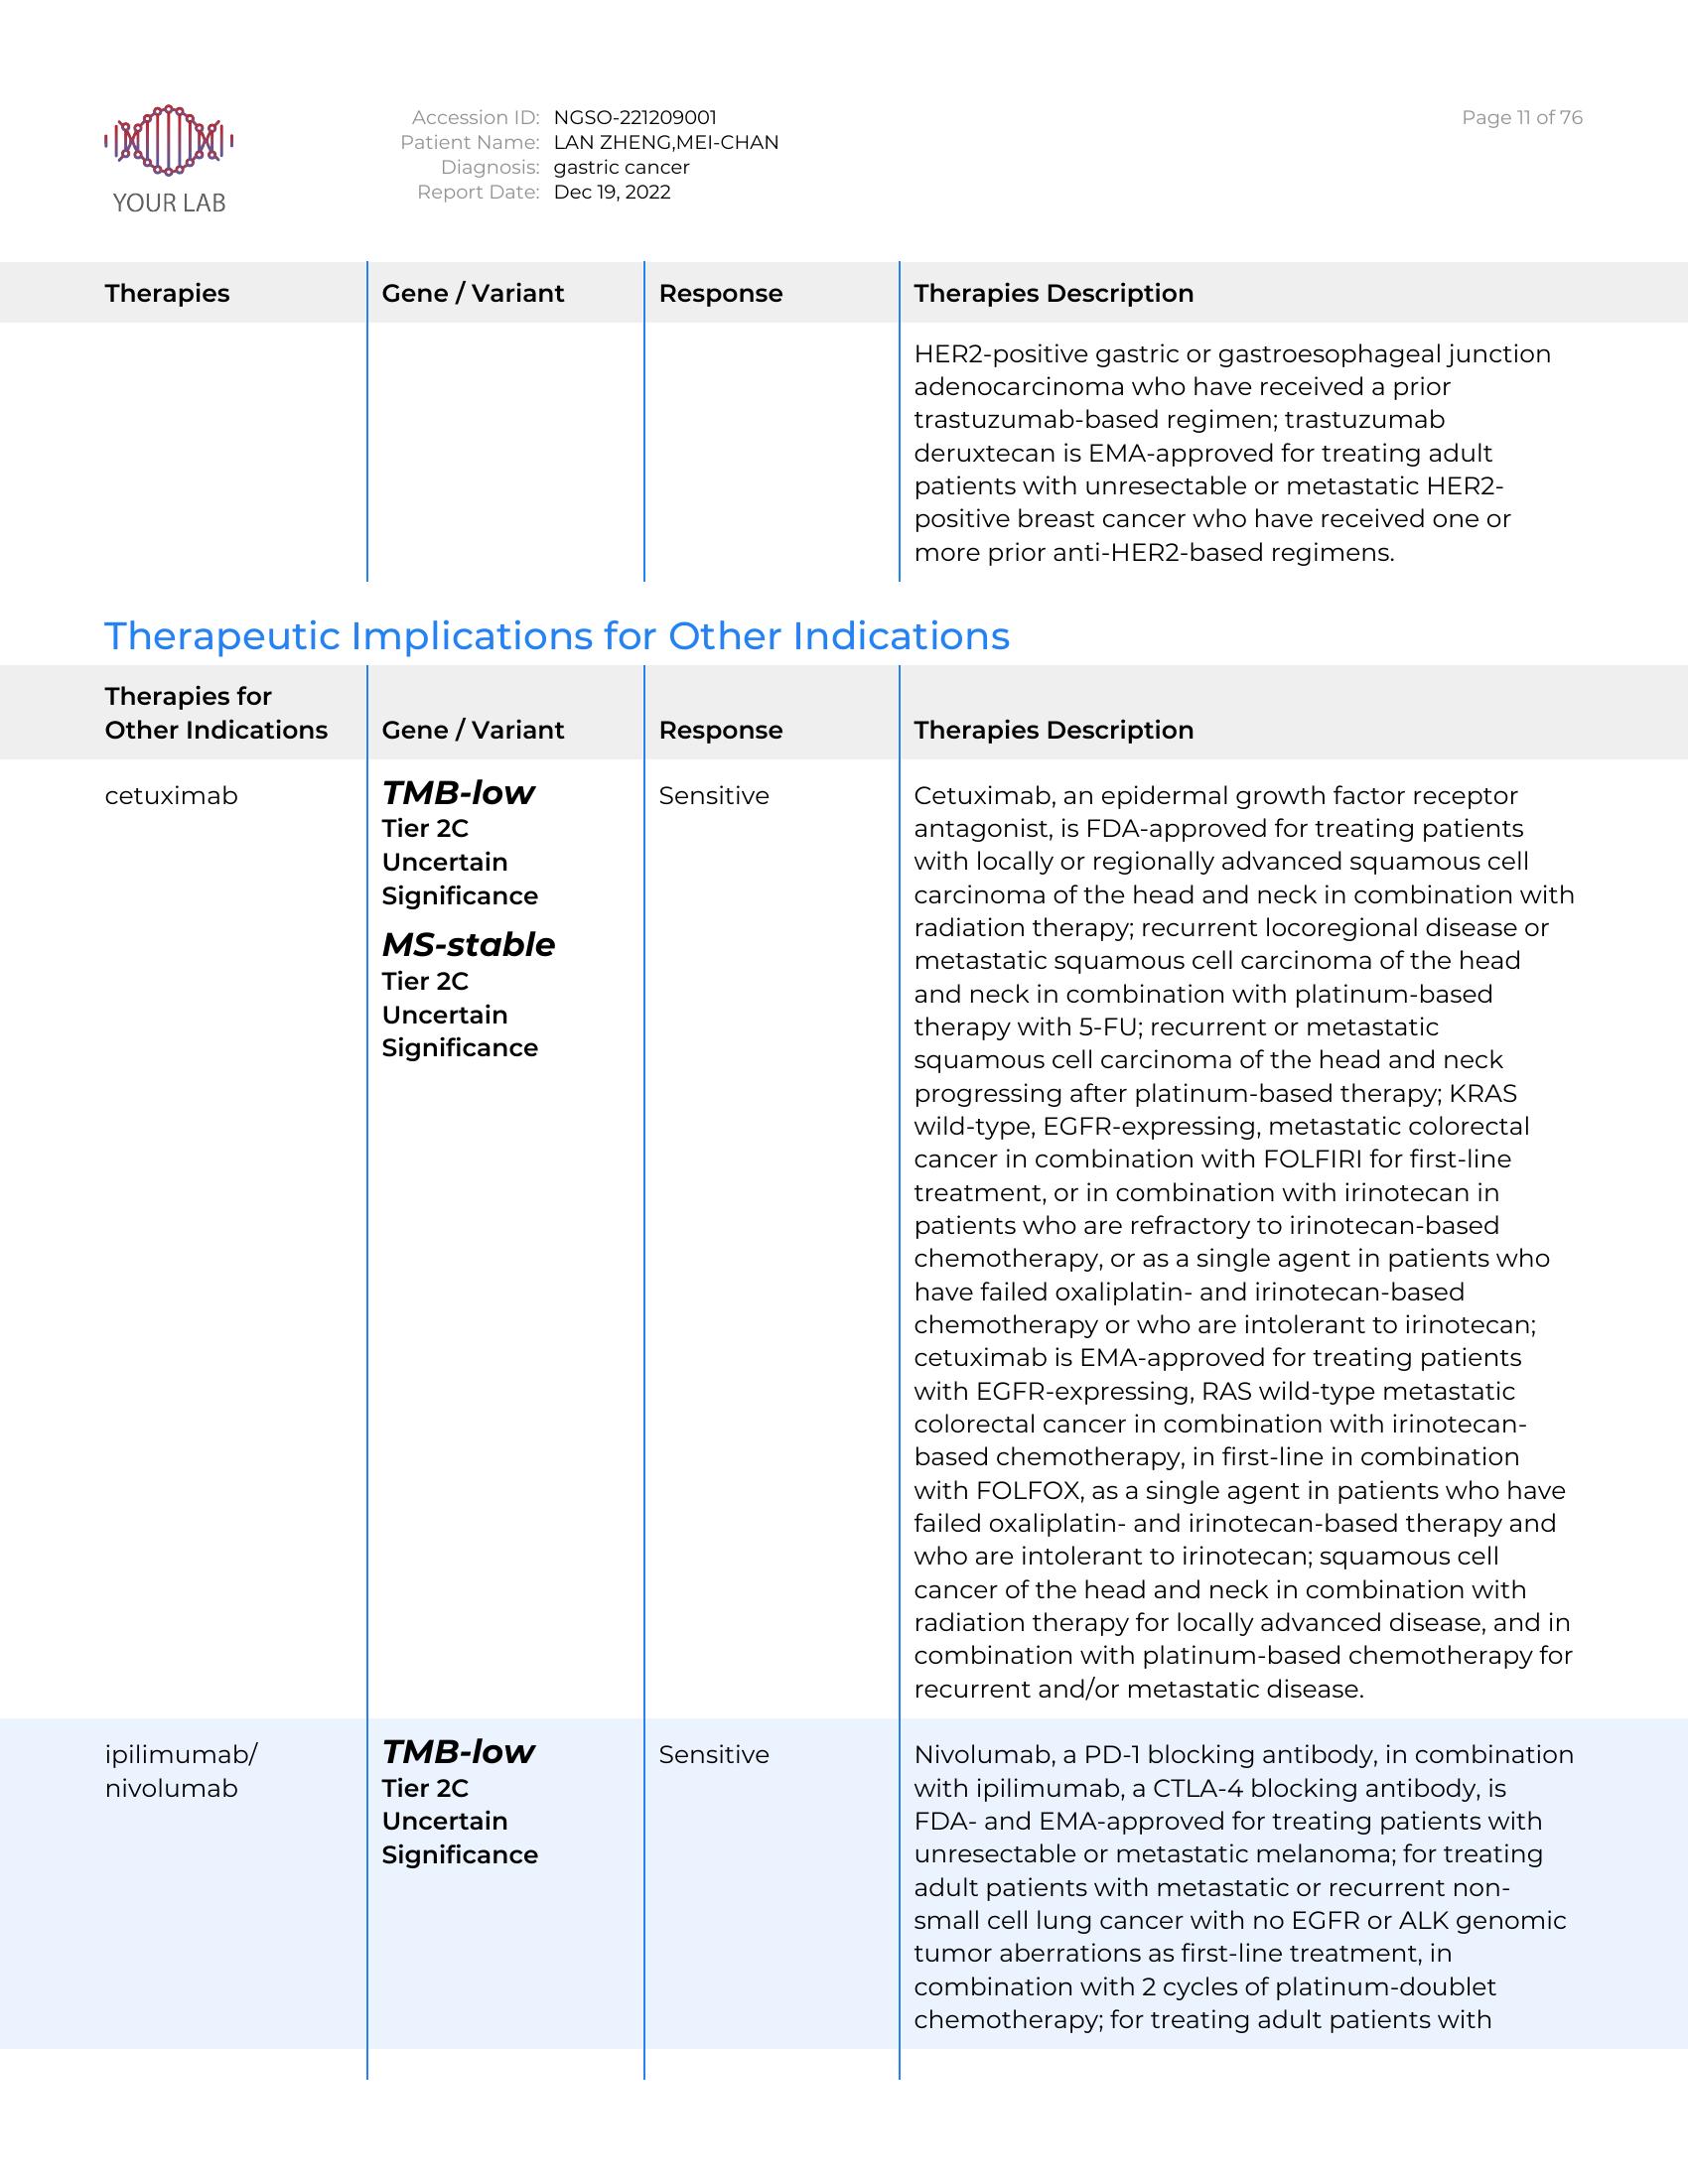 YOUR LAB
Accession ID: NGSO-221209001
Patient Name: LAN ZHENG,MEI-CHAN
Diagnosis: gastric cancer
Report Date: Dec 19, 2022
Page 11 of 76
Therapies Gene / Variant Response Therapies Description
HER2-positive gastric or gastroesophageal junction
adenocarcinoma who have received a prior
trastuzumab-based regimen; trastuzumab
deruxtecan is EMA-approved for treating adult
patients with unresectable or metastatic HER2-
positive breast cancer who have received one or
more prior anti-HER2-based regimens.
Therapeutic Implications for Other Indications
Therapies for
Other Indications Gene / Variant Response Therapies Description
cetuximab
TMB-low
Tier 2C
Uncertain
Significance
MS-stable
Tier 2C
Uncertain
Significance
Sensitive
Cetuximab, an epidermal growth factor receptor
antagonist, is FDA-approved for treating patients
with locally or regionally advanced squamous cell
carcinoma of the head and neck in combination with
radiation therapy; recurrent locoregional disease or
metastatic squamous cell carcinoma of the head
and neck in combination with platinum-based
therapy with 5-FU; recurrent or metastatic
squamous cell carcinoma of the head and neck
progressing after platinum-based therapy; KRAS
wild-type, EGFR-expressing, metastatic colorectal
cancer in combination with FOLFIRI for first-line
treatment, or in combination with irinotecan in
patients who are refractory to irinotecan-based
chemotherapy, or as a single agent in patients who
have failed oxaliplatin- and irinotecan-based
chemotherapy or who are intolerant to irinotecan;
cetuximab is EMA-approved for treating patients
with EGFR-expressing, RAS wild-type metastatic
colorectal cancer in combination with irinotecan-
based chemotherapy, in first-line in combination
with FOLFOX, as a single agent in patients who have
failed oxaliplatin- and irinotecan-based therapy and
who are intolerant to irinotecan; squamous cell
cancer of the head and neck in combination with
radiation therapy for locally advanced disease, and in
combination with platinum-based chemotherapy for
recurrent and/or metastatic disease.
ipilimumab/
nivolumab
TMB-low
Tier 2C
Uncertain
Significance
Sensitive
Nivolumab, a PD-1 blocking antibody, in combination
with ipilimumab, a CTLA-4 blocking antibody, is
FDA- and EMA-approved for treating patients with
unresectable or metastatic melanoma; for treating
adult patients with metastatic or recurrent non-
small cell lung cancer with no EGFR or ALK genomic
tumor aberrations as first-line treatment, in
combination with 2 cycles of platinum-doublet
chemotherapy; for treating adult patients with